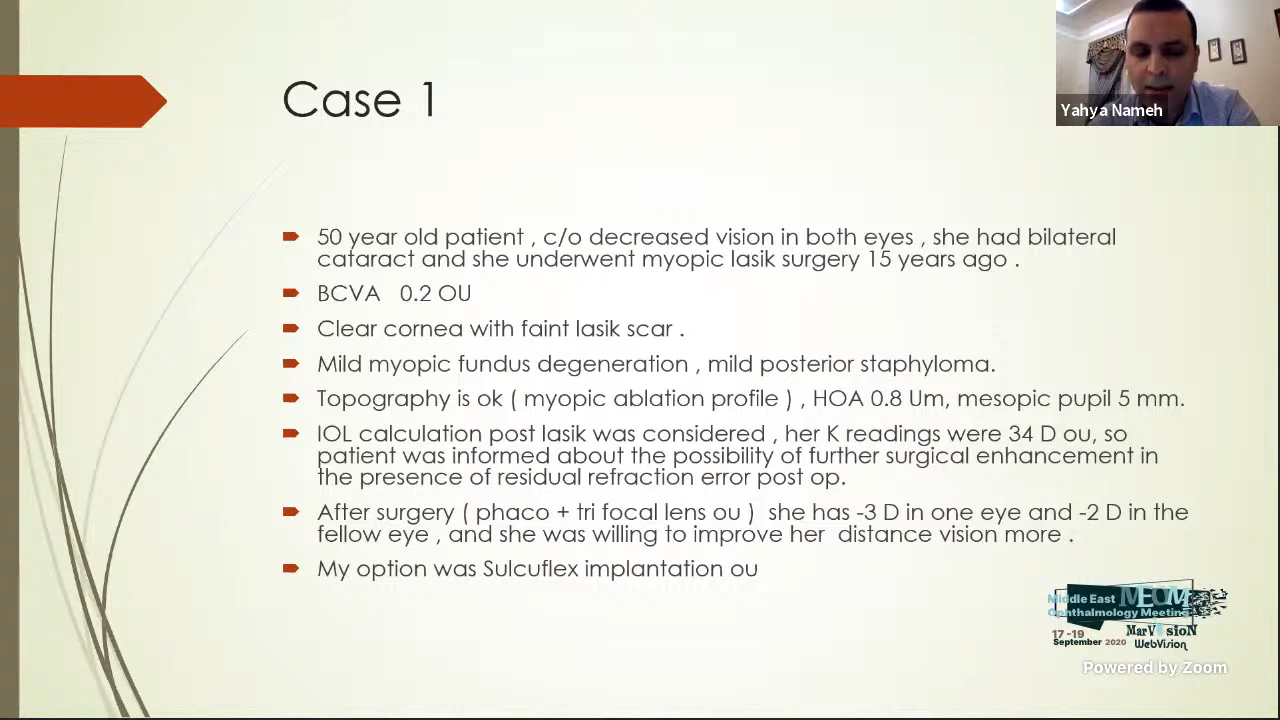 Case 1
Yahya Nameh
50 year old patient , c/o decreased vision in both eyes , she had bilateral
cataract and she underwent myopic lasik surgery 15 years ago .
BCVA 0.2 OU
Clear cornea with faint lasik scar .
Mild myopic fundus degeneration , mild posterior staphyloma.
Topography is ok ( myopic ablation profile ) , HOA 0.8 Um, mesopic pupil 5 mm.
IOL calculation post lasik was considered , her K readings were 34 D ou, so
patient was informed about the possibility of further surgical enhancement in
the presence of residual refraction error post op.
After surgery ( phaco + tri focal lens ou ) she has -3 D in one eye and -2 D in the
fellow eye , and she was willing to improve her distance vision more .
My option was Sulcuflex implantation ou
Middle East MEOM
Ophthalmology Meeting
17 -19
September 2020
MarVisioN
WebVision
Powered by Zoom